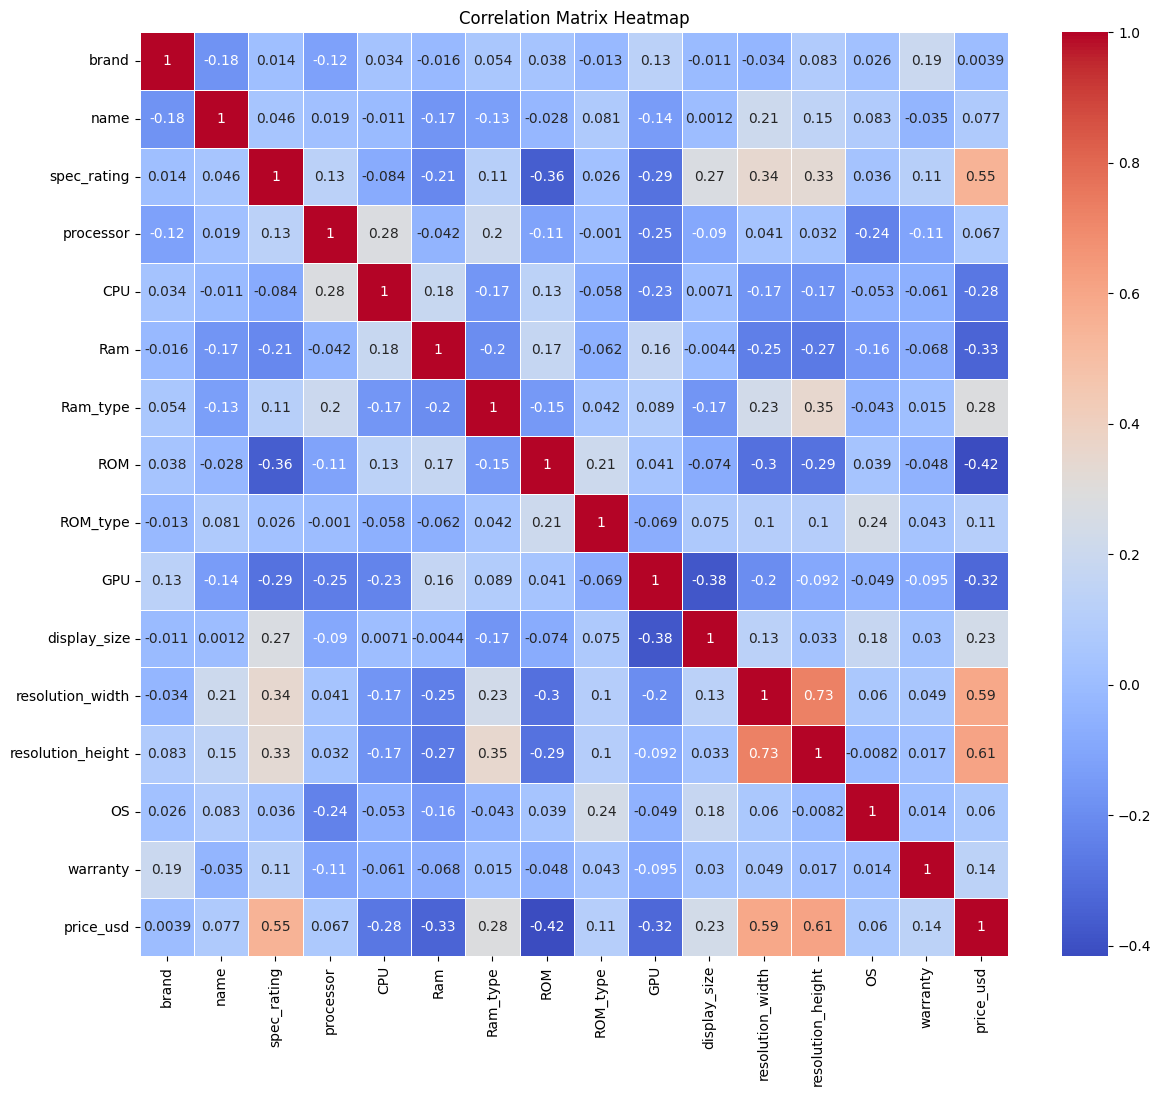 Correlation Matrix Heatmap
brand 1 -0.18 0.014 -0.12 0.034 -0.016 0.054 0.038 -0.013 0.13 -0.011 -0.034 0.083 0.026 0.19 0.0039
name -0.18 1 0.046 0.019 -0.011 -0.17 -0.13 -0.028 0.081 -0.14 0.0012 0.21 0.15 0.083 -0.035 0.077
spec_rating 0.014 0.046 1 0.13 -0.084 -0.21 0.11 -0.36 0.026 -0.29 0.27 0.34 0.33 0.036 0.11 0.55
processor -0.12 0.019 0.13 1 0.28 -0.042 0.2 -0.11 -0.001 -0.25 -0.09 0.041 0.032 -0.24 -0.11 0.067
CPU 0.034 -0.011 -0.084 0.28 1 0.18 -0.17 0.13 -0.058 -0.23 0.0071 -0.17 -0.17 -0.053 -0.061 -0.28
Ram -0.016 -0.17 -0.21 -0.042 0.18 1 -0.2 0.17 -0.062 0.16 -0.0044 -0.25 -0.27 -0.16 -0.068 -0.33
Ram_type 0.054 -0.13 0.11 0.2 -0.17 -0.2 1 -0.15 0.042 0.089 -0.17 0.23 0.35 -0.043 0.015 0.28
ROM 0.038 -0.028 -0.36 -0.11 0.13 0.17 -0.15 1 0.21 0.041 -0.074 -0.3 -0.29 0.039 -0.048 -0.42
ROM_type -0.013 0.081 0.026 -0.001 -0.058 -0.062 0.042 0.21 1 -0.069 0.075 0.1 0.1 0.24 0.043 0.11
GPU 0.13 -0.14 -0.29 -0.25 -0.23 0.16 0.089 0.041 -0.069 1 -0.38 -0.2 -0.092 -0.049 -0.095 -0.32
display_size -0.011 0.0012 0.27 -0.09 0.0071 -0.0044 -0.17 -0.074 0.075 -0.38 1 0.13 0.033 0.18 0.03 0.23
resolution_width -0.034 0.21 0.34 0.041 -0.17 -0.25 0.23 -0.3 0.1 -0.2 0.13 1 0.73 0.06 0.049 0.59
resolution_height 0.083 0.15 0.33 0.032 -0.17 -0.27 0.35 -0.29 0.1 -0.092 0.033 0.73 1 -0.0082 0.017 0.61
OS 0.026 0.083 0.036 -0.24 -0.053 -0.16 -0.043 0.039 0.24 -0.049 0.18 0.06 -0.0082 1 0.014 0.06
warranty 0.19 -0.035 0.11 -0.11 -0.061 -0.068 0.015 -0.048 0.043 -0.095 0.03 0.049 0.017 0.014 1 0.14
price_usd 0.0039 0.077 0.55 0.067 -0.28 -0.33 0.28 -0.42 0.11 -0.32 0.23 0.59 0.61 0.06 0.14 1
brand
name
spec_rating
processor
CPU
Ram
Ram_type
ROM
ROM_type
GPU
display_size
resolution_width
resolution_height
OS
warranty
price_usd
1.0
0.8
0.6
0.4
0.2
0.0
−0.2
−0.4